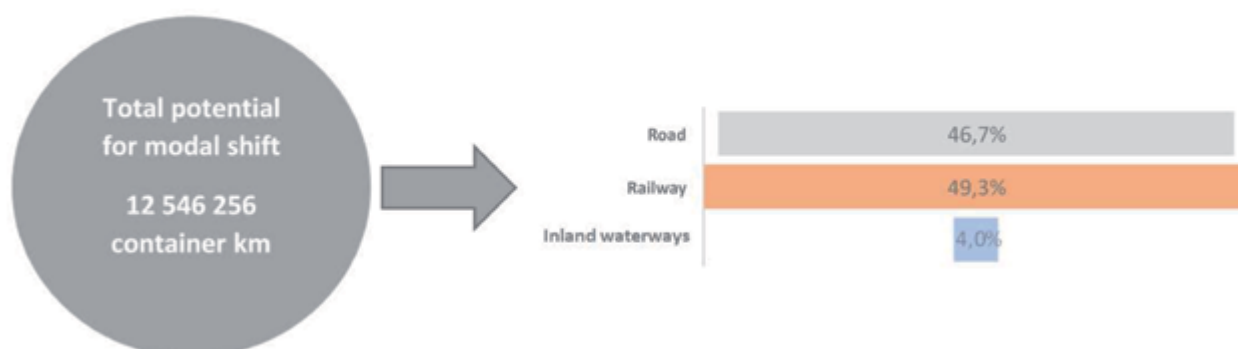 Total potential
for modal shift
12 546 256
container km
Road
46,7%
Railway
49,3%
Inland waterways
4,0%